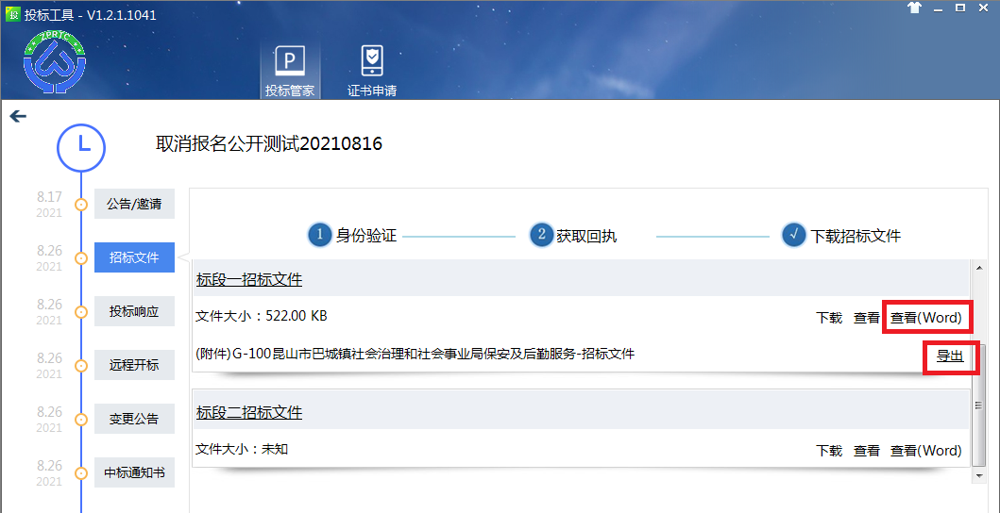 投标工具 - V1.2.1.1041
ZPRTC
投标管家
证书申请
取消报名公开测试20210816
8.17
2021
公告/邀请
8.26
2021
招标文件
8.26
2021
投标响应
8.26
2021
远程开标
8.26
2021
变更公告
8.26
2021
中标通知书
1 身份验证
2 获取回执
√ 下载招标文件
标段一招标文件
文件大小：522.00 KB
下载 查看 查看(Word)
(附件)G-100昆山市巴城镇社会治理和社会事业局保安及后勤服务-招标文件
导出
标段二招标文件
文件大小：未知
下载 查看 查看(Word)